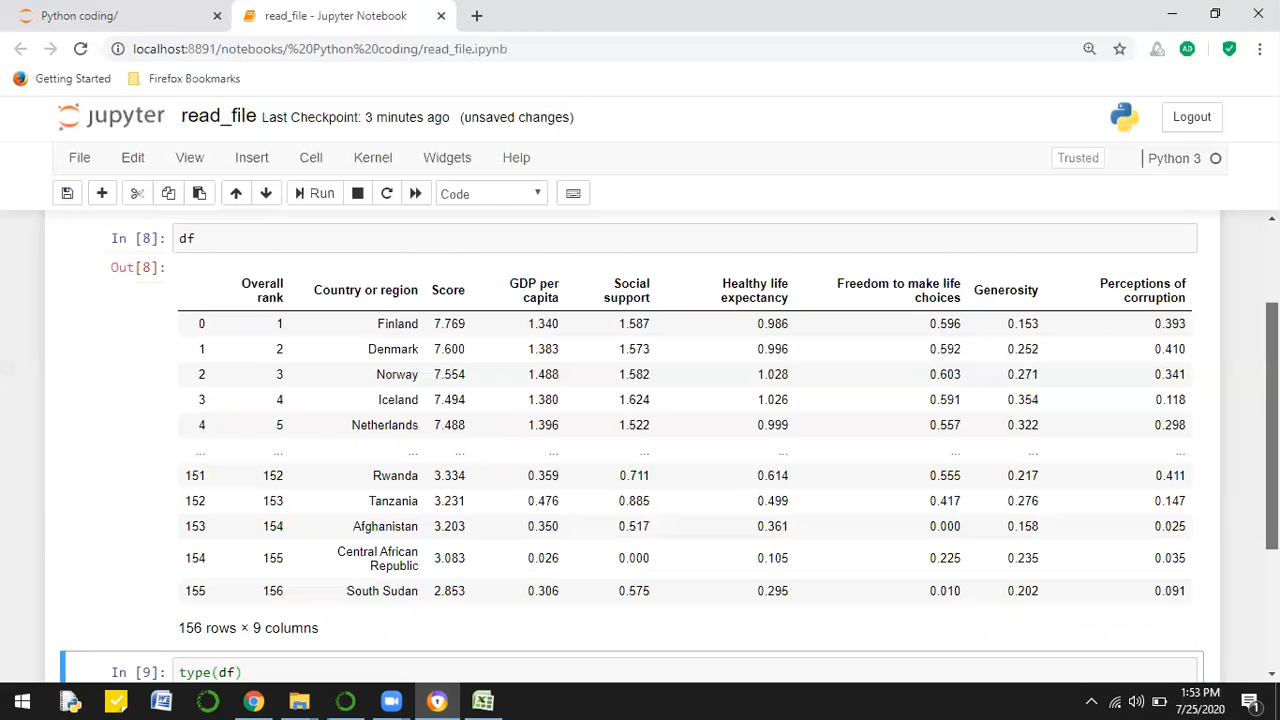 Python coding/
read_file - Jupyter Notebook
localhost:8891/notebooks/%20Python%20coding/read_file.ipynb
Getting Started Firefox Bookmarks
jupyter read_file Last Checkpoint: 3 minutes ago (unsaved changes) Logout
File Edit View Insert Cell Kernel Widgets Help Trusted Python 3
Run Code
In [8]: df
Out[8]:
Overall rank Country or region Score GDP per capita Social support Healthy life expectancy Freedom to make life choices Generosity Perceptions of corruption
0 1 Finland 7.769 1.340 1.587 0.986 0.596 0.153 0.393
1 2 Denmark 7.600 1.383 1.573 0.996 0.592 0.252 0.410
2 3 Norway 7.554 1.488 1.582 1.028 0.603 0.271 0.341
3 4 Iceland 7.494 1.380 1.624 1.026 0.591 0.354 0.118
4 5 Netherlands 7.488 1.396 1.522 0.999 0.557 0.322 0.298
... ... ... ... ... ... ... ... ... ...
151 152 Rwanda 3.334 0.359 0.711 0.614 0.555 0.217 0.411
152 153 Tanzania 3.231 0.476 0.885 0.499 0.417 0.276 0.147
153 154 Afghanistan 3.203 0.350 0.517 0.361 0.000 0.158 0.025
154 155 Central African Republic 3.083 0.026 0.000 0.105 0.225 0.235 0.035
155 156 South Sudan 2.853 0.306 0.575 0.295 0.010 0.202 0.091
156 rows × 9 columns
In [9]: type(df)
1:53 PM
7/25/2020